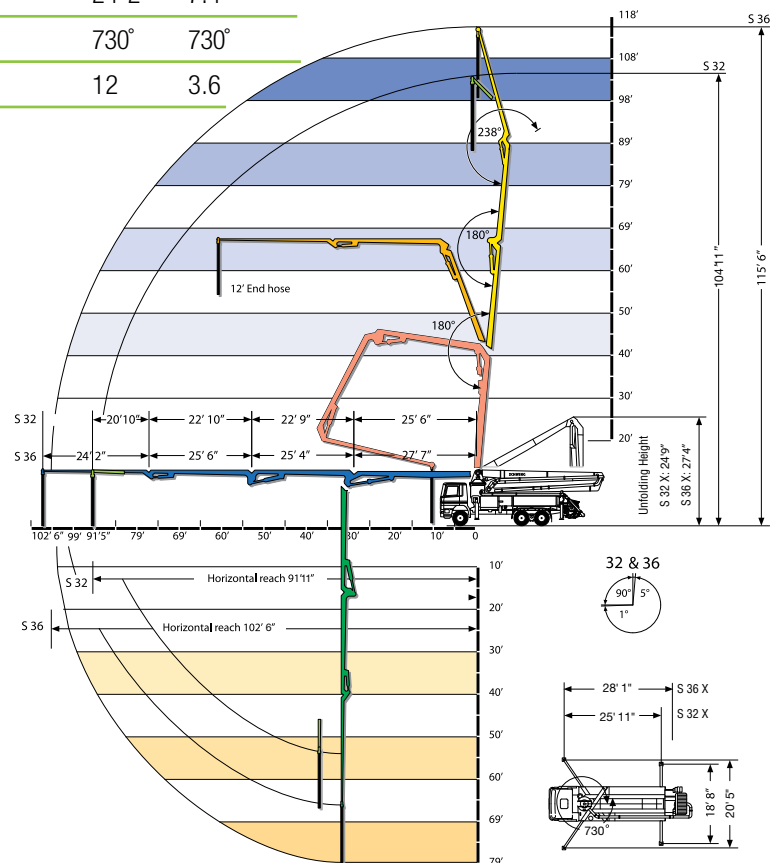 730° 730°
12 3.6
118'
S 36
108'
S 32
98'
238°
89'
79'
69'
180°
60'
12' End hose
50'
180°
40'
30'
20'
104'11"
115' 6"
S 32
20'10" 22' 10" 22' 9" 25' 6"
S 36
24' 2" 25' 6" 25' 4" 27' 7"
Unfolding Height
S 32 X: 24'9"
S 36 X: 27'4"
102' 6" 99' 91'5" 79' 69' 60' 50' 40' 30' 20' 10' 0
10'
S 32
Horizontal reach 91'11"
20'
S 36
Horizontal reach 102' 6"
30'
40'
50'
60'
69'
79'
32 & 36
90° 5°
1°
28' 1" S 36 X
25' 11" S 32 X
18' 8"
20' 5"
730°